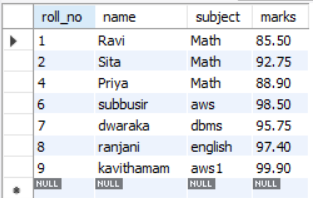 roll_no name subject marks
1 Ravi Math 85.50
2 Sita Math 92.75
4 Priya Math 88.90
6 subbusir aws 98.50
7 dwaraka dbms 95.75
8 ranjani english 97.40
9 kavithamam aws1 99.90
NULL NULL NULL NULL